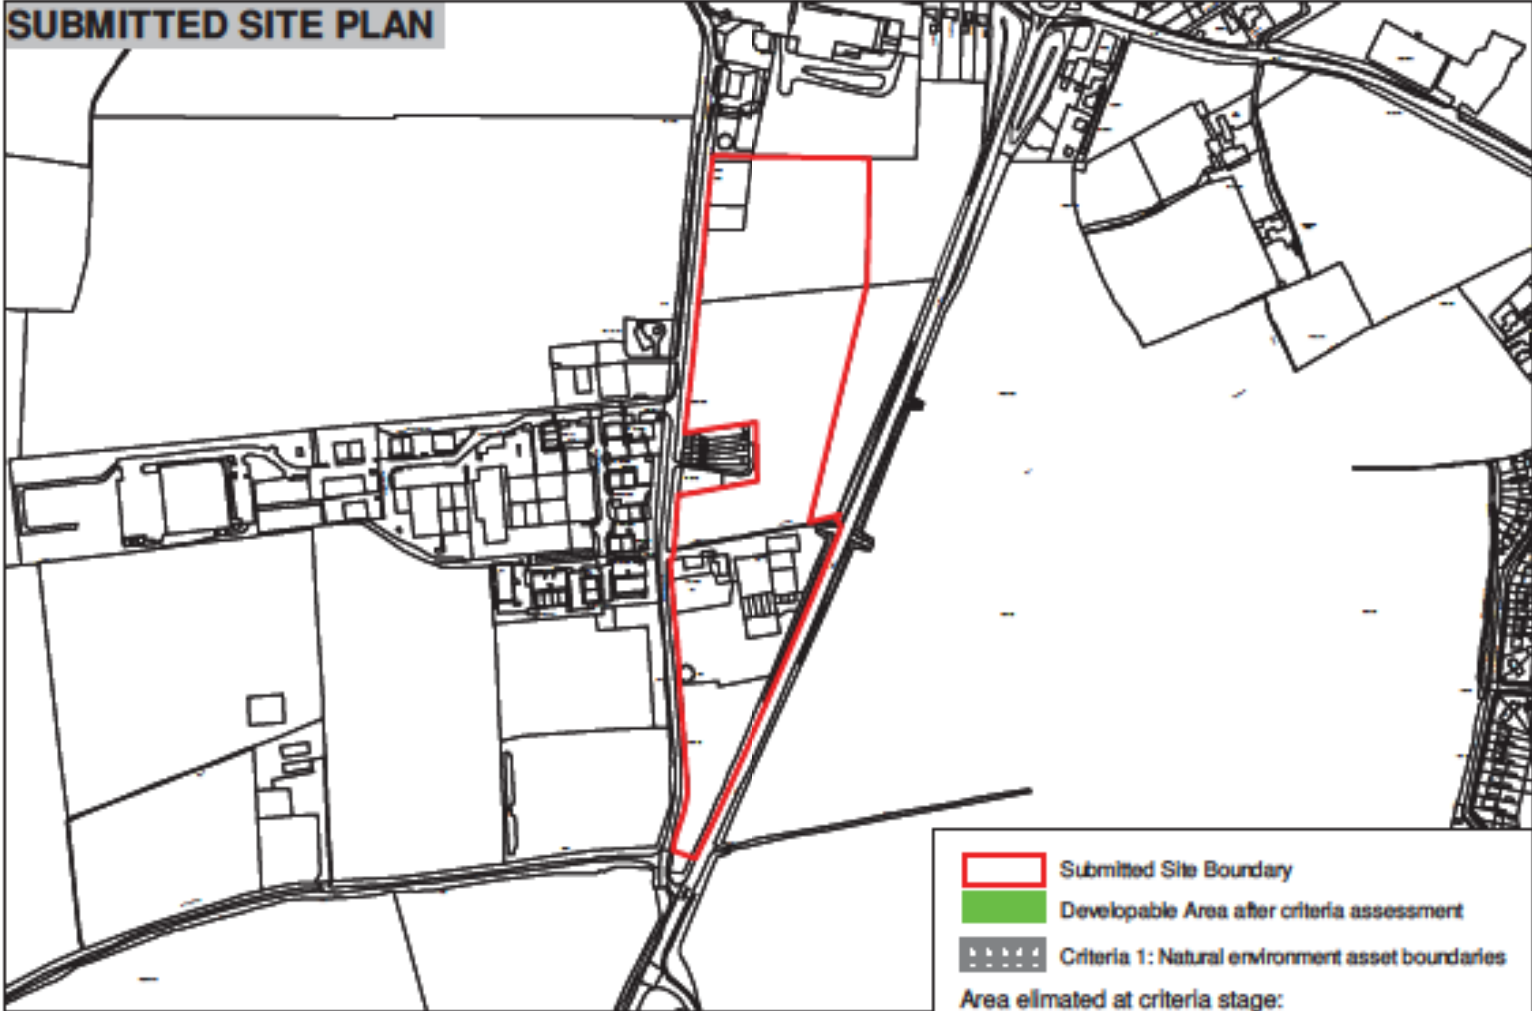 SUBMITTED SITE PLAN
Submitted Site Boundary
Developable Area after criteria assessment
Criteria 1: Natural environment asset boundaries
Area elimated at criteria stage: